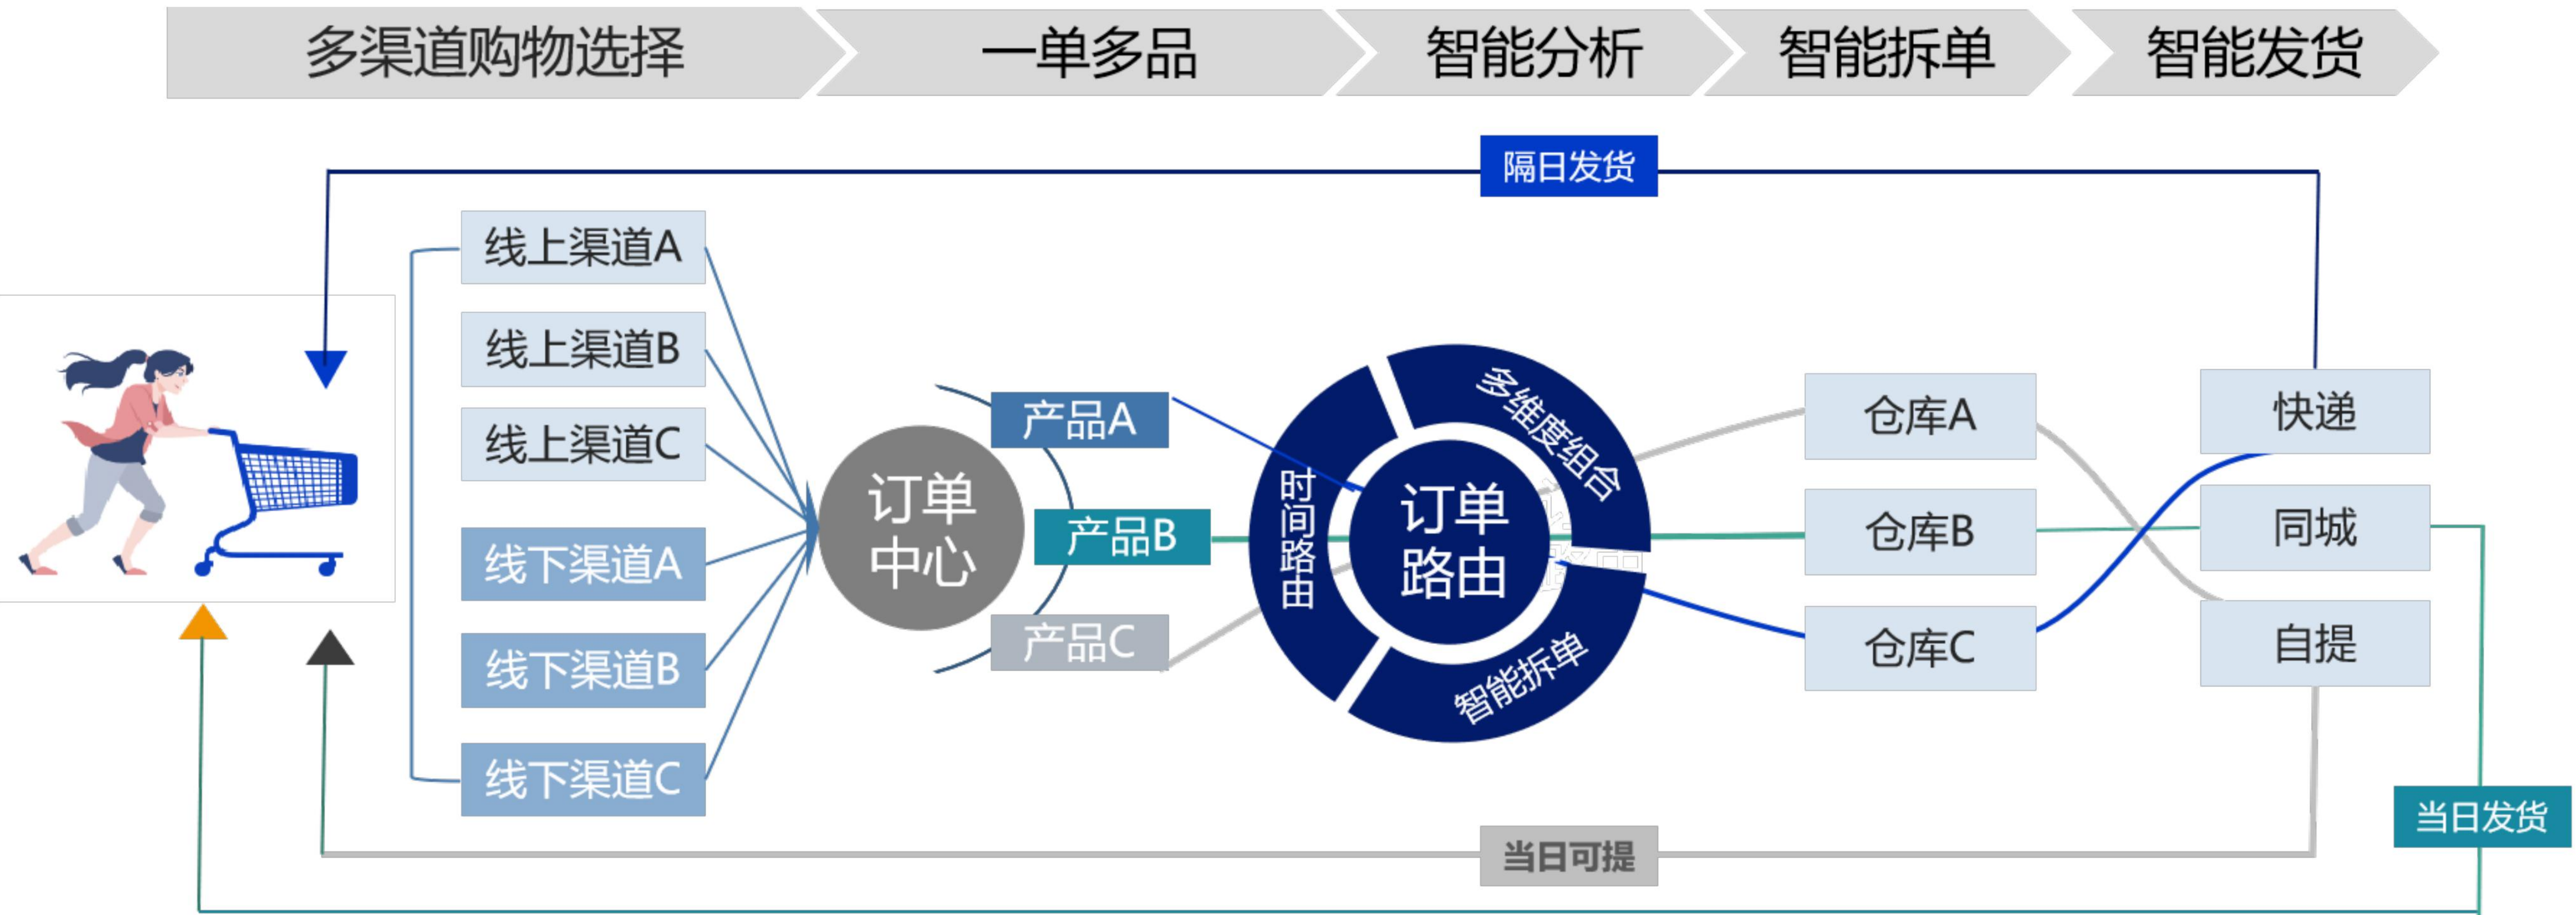 多渠道购物选择
一单多品
智能分析
智能拆单
智能发货
隔日发货
线上渠道A
线上渠道B
线上渠道C
线下渠道A
线下渠道B
线下渠道C
订单
中心
产品A
产品B
产品C
时间路由
多维度组合
智能拆单
订单
路由
仓库A
仓库B
仓库C
快递
同城
自提
当日发货
当日可提